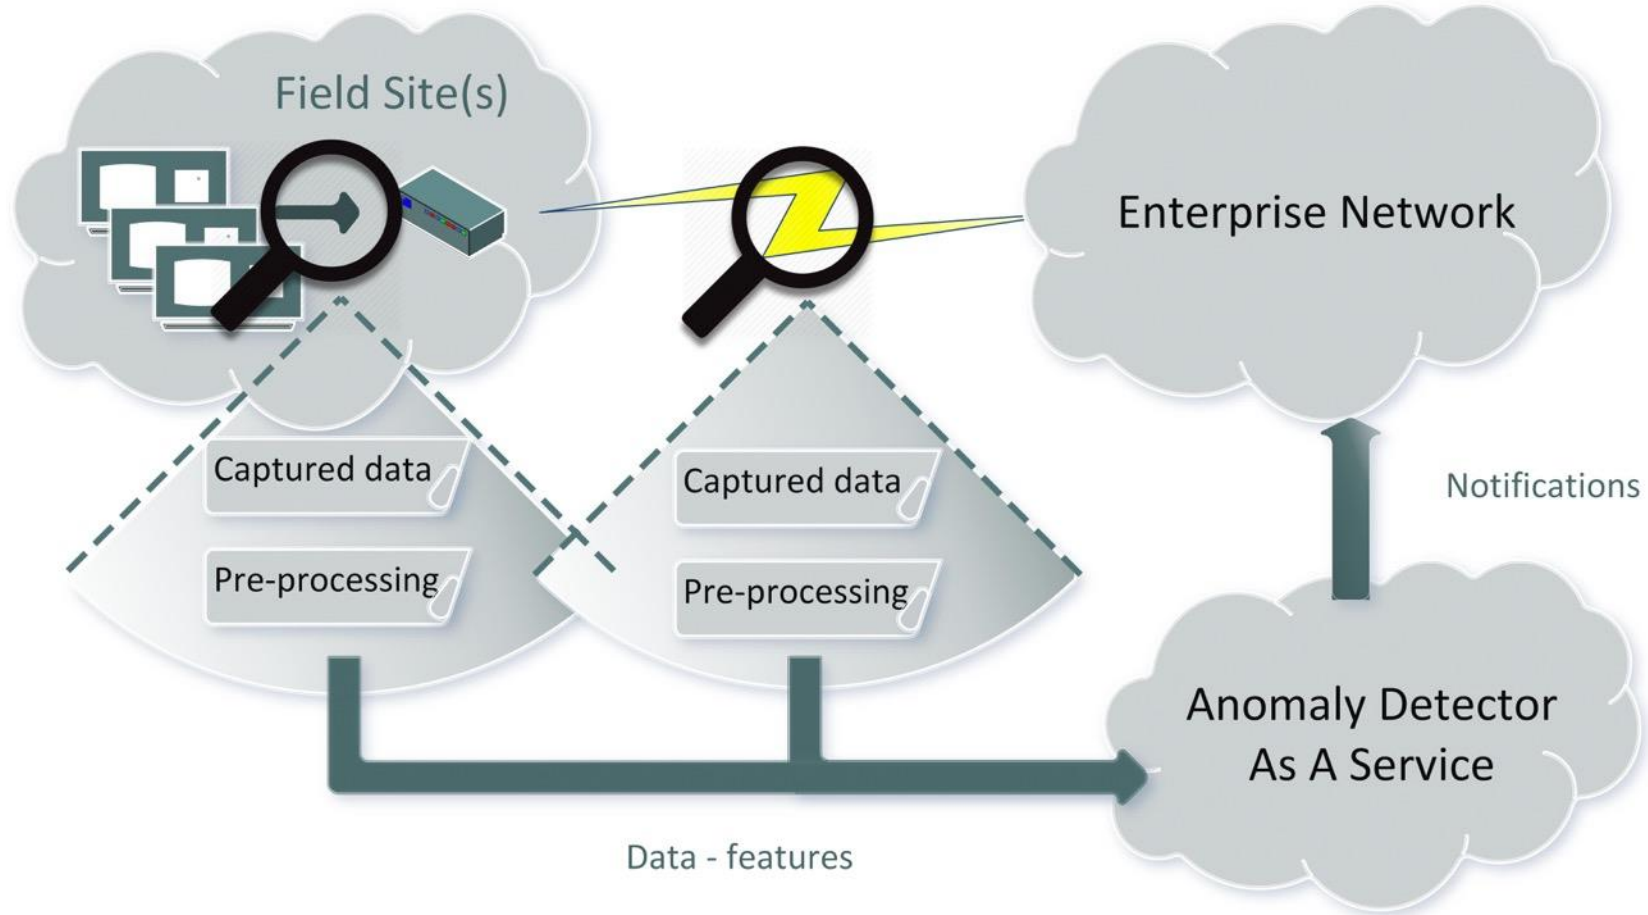 Field Site(s)
Enterprise Network
Captured data
Pre-processing
Captured data
Pre-processing
Notifications
Anomaly Detector
As A Service
Data - features